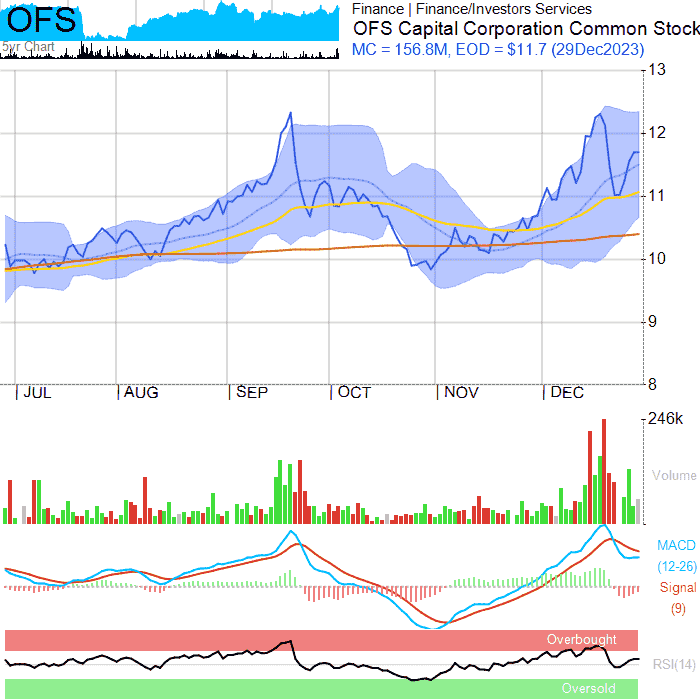 OFS
5yr Chart
Finance | Finance/Investors Services
OFS Capital Corporation Common Stock
MC = 156.8M, EOD = $11.7 (29Dec2023)
13
12
11
10
9
8
JUL AUG SEP OCT NOV DEC
246k
Volume
MACD
(12-26)
Signal
(9)
Overbought
RSI(14)
Oversold